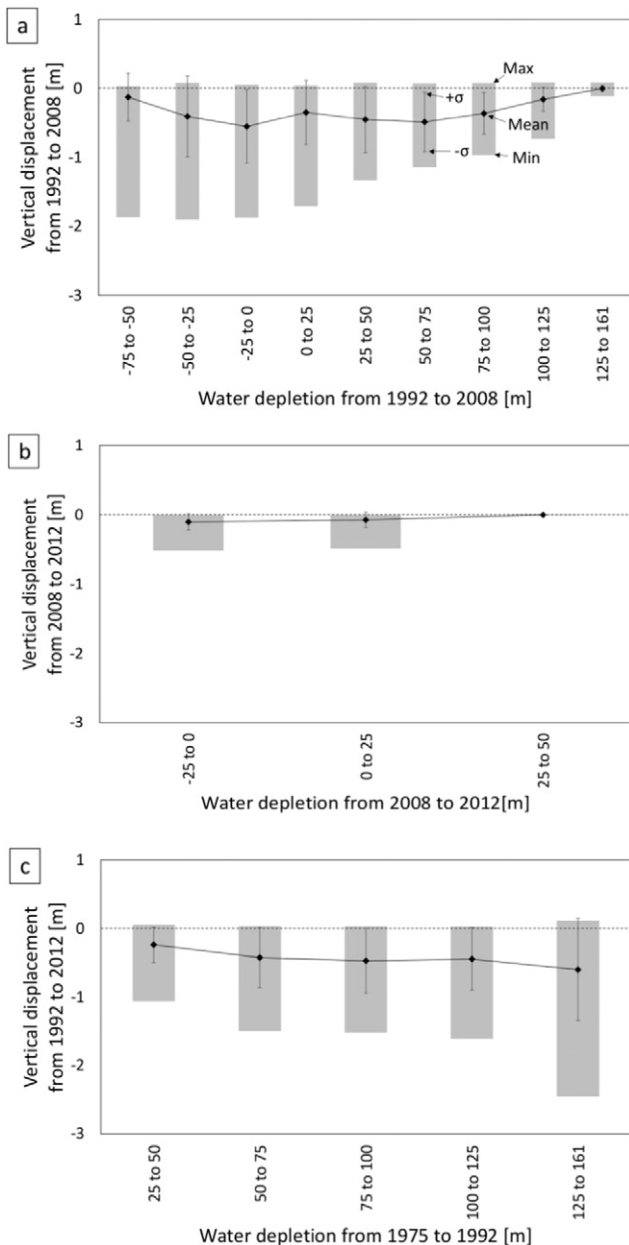 a
Vertical displacement
from 1992 to 2008 [m]
1
0
-1
-2
-3
Max
+σ
Mean
-σ
Min
-75 to -50
-50 to -25
-25 to 0
0 to 25
25 to 50
50 to 75
75 to 100
100 to 125
125 to 161
Water depletion from 1992 to 2008 [m]
b
Vertical displacement
from 2008 to 2012 [m]
1
0
-1
-2
-3
-25 to 0
0 to 25
25 to 50
Water depletion from 2008 to 2012[m]
c
Vertical displacement
from 1992 to 2012 [m]
1
0
-1
-2
-3
25 to 50
50 to 75
75 to 100
100 to 125
125 to 161
Water depletion from 1975 to 1992 [m]